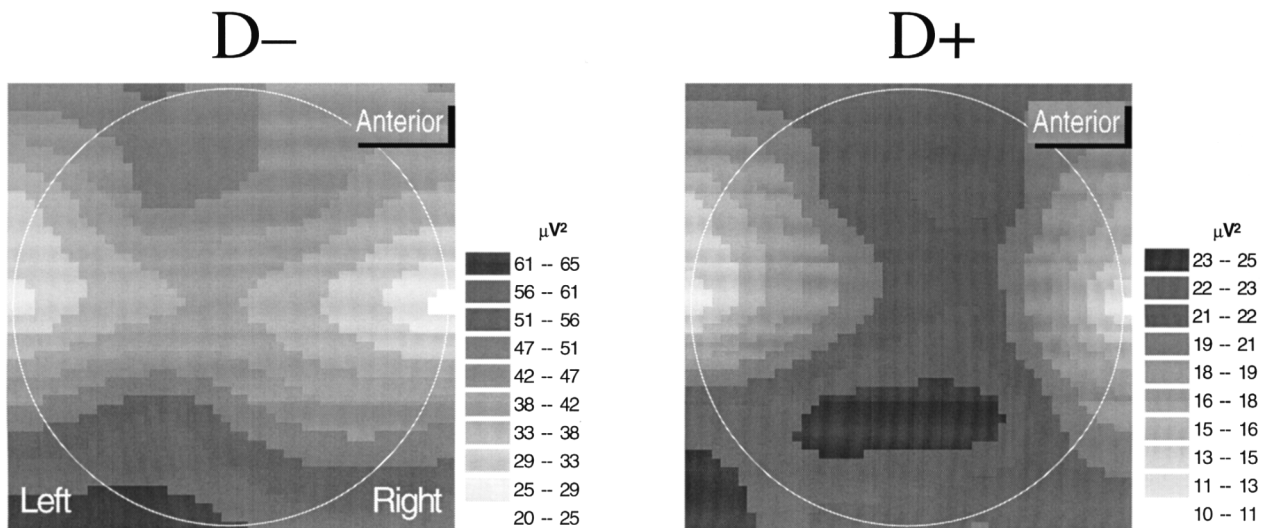 D–
D+
Anterior
Anterior
Left
Right
µV²
61 -- 65
56 -- 61
51 -- 56
47 -- 51
42 -- 47
38 -- 42
33 -- 38
29 -- 33
25 -- 29
20 -- 25
µV²
23 -- 25
22 -- 23
21 -- 22
19 -- 21
18 -- 19
16 -- 18
15 -- 16
13 -- 15
11 -- 13
10 -- 11